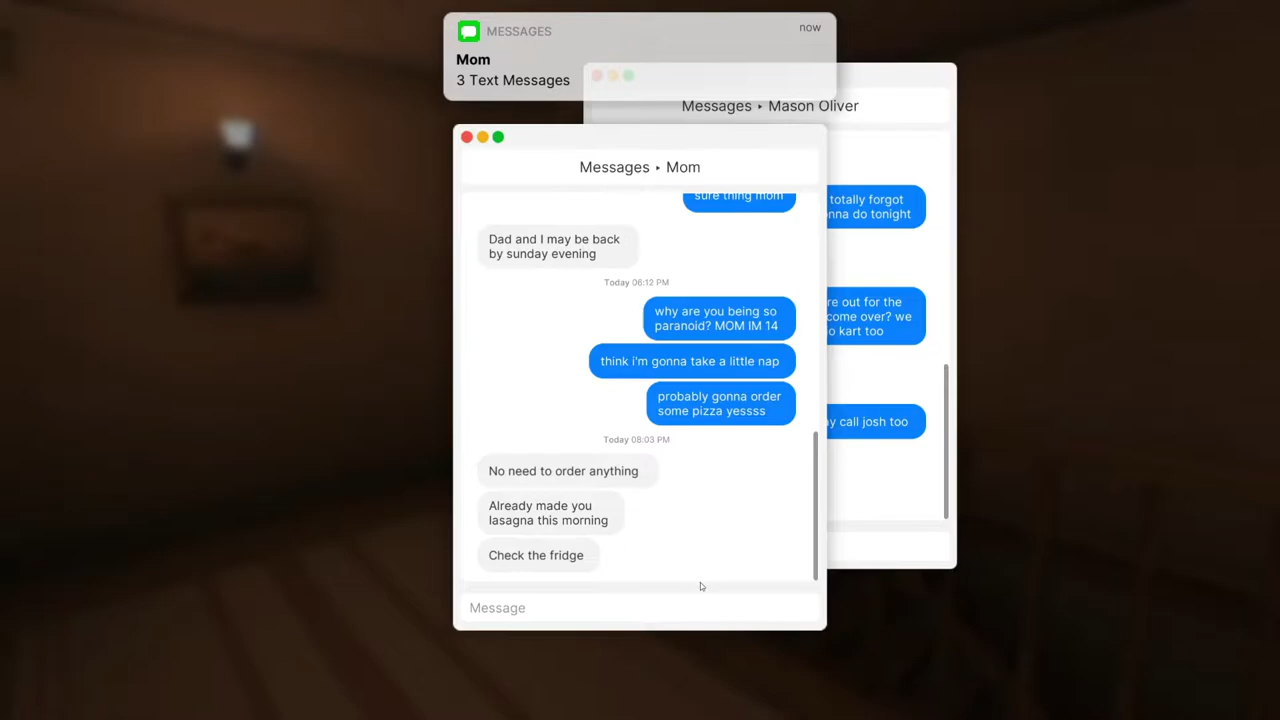 MESSAGES
now
Mom
3 Text Messages
Messages ▸ Mason Oliver
totally forgot
nna do tonight
re out for the
come over? we
o kart too
y call josh too
Messages ▸ Mom
sure thing mom
Dad and I may be back
by sunday evening
Today 06:12 PM
why are you being so
paranoid? MOM IM 14
think i'm gonna take a little nap
probably gonna order
some pizza yessss
Today 08:03 PM
No need to order anything
Already made you
lasagna this morning
Check the fridge
Message